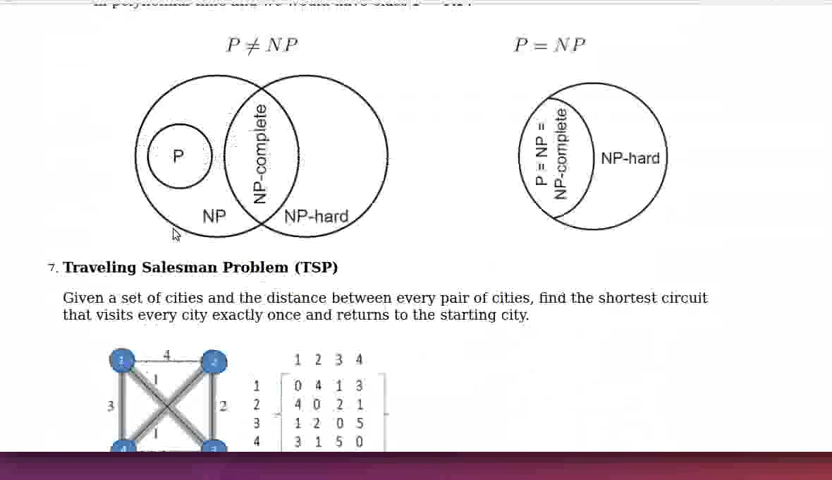 P ≠ NP
P = NP
P
NP-complete
NP
NP-hard
P = NP =
NP-complete
NP-hard
7. Traveling Salesman Problem (TSP)
Given a set of cities and the distance between every pair of cities, find the shortest circuit
that visits every city exactly once and returns to the starting city.
1 4 2
1
3 2
1
1 2 3 4
1 0 4 1 3
2 4 0 2 1
3 1 2 0 5
4 3 1 5 0